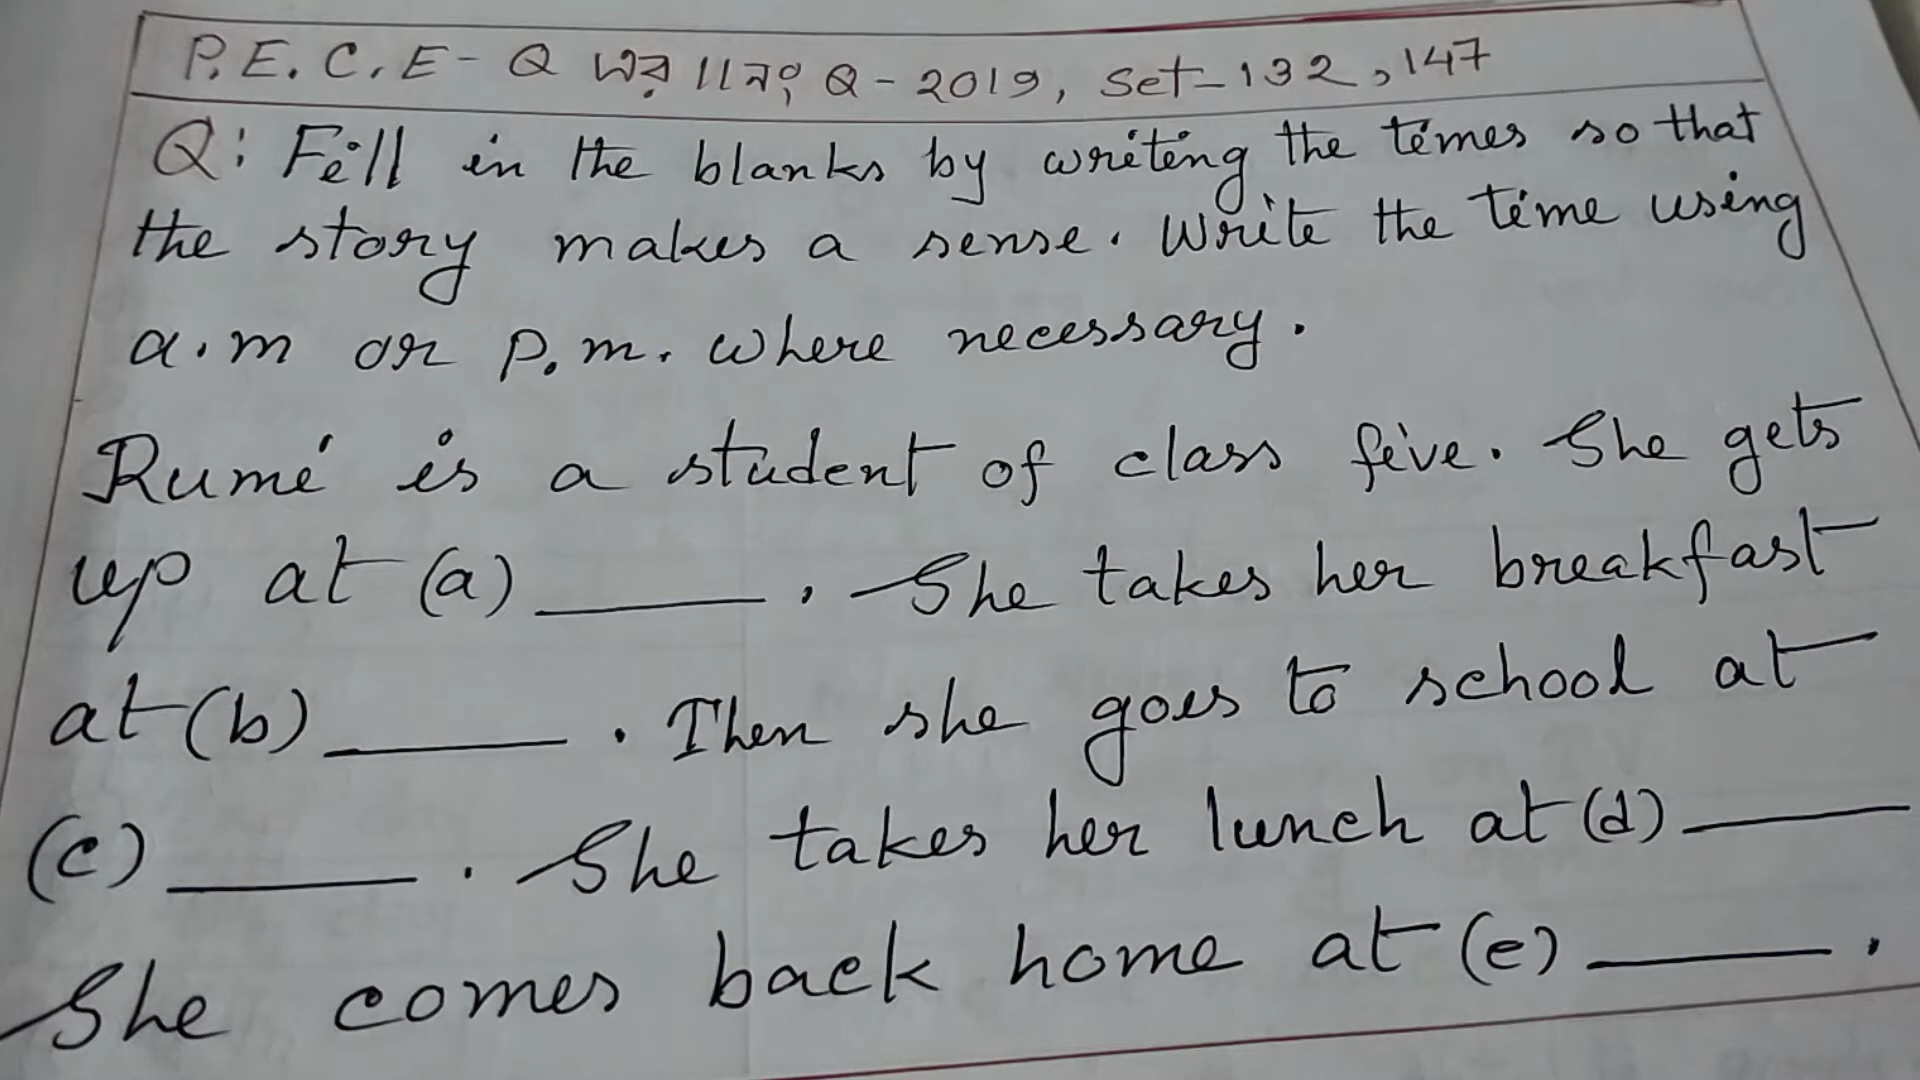 P.E.C.E - Q এর 11নং Q - 2019, Set-132, 147
Q: Fill in the blanks by writing the times so that
the story makes a sense. Write the time using
a.m or p.m. where necessary.
Rumi is a student of class five. She gets
up at (a) ______. She takes her breakfast
at (b) ______. Then she goes to school at
(c) ______. She takes her lunch at (d) ______
She comes back home at (e) ______.